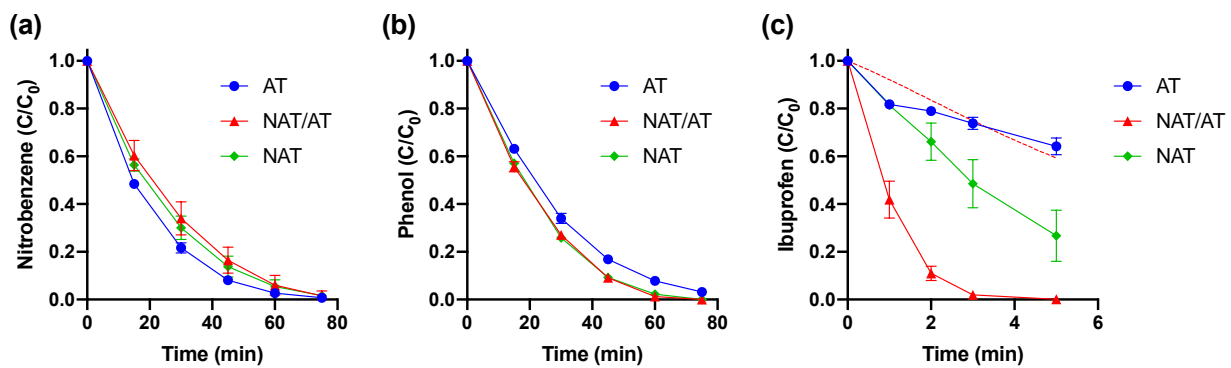 (a)
Nitrobenzene (C/C0)
1.0
0.8
0.6
0.4
0.2
0.0
0 20 40 60 80
Time (min)
AT
NAT/AT
NAT
(b)
Phenol (C/C0)
1.0
0.8
0.6
0.4
0.2
0.0
0 20 40 60 80
Time (min)
AT
NAT/AT
NAT
(c)
Ibuprofen (C/C0)
1.0
0.8
0.6
0.4
0.2
0.0
0 2 4 6
Time (min)
AT
NAT/AT
NAT